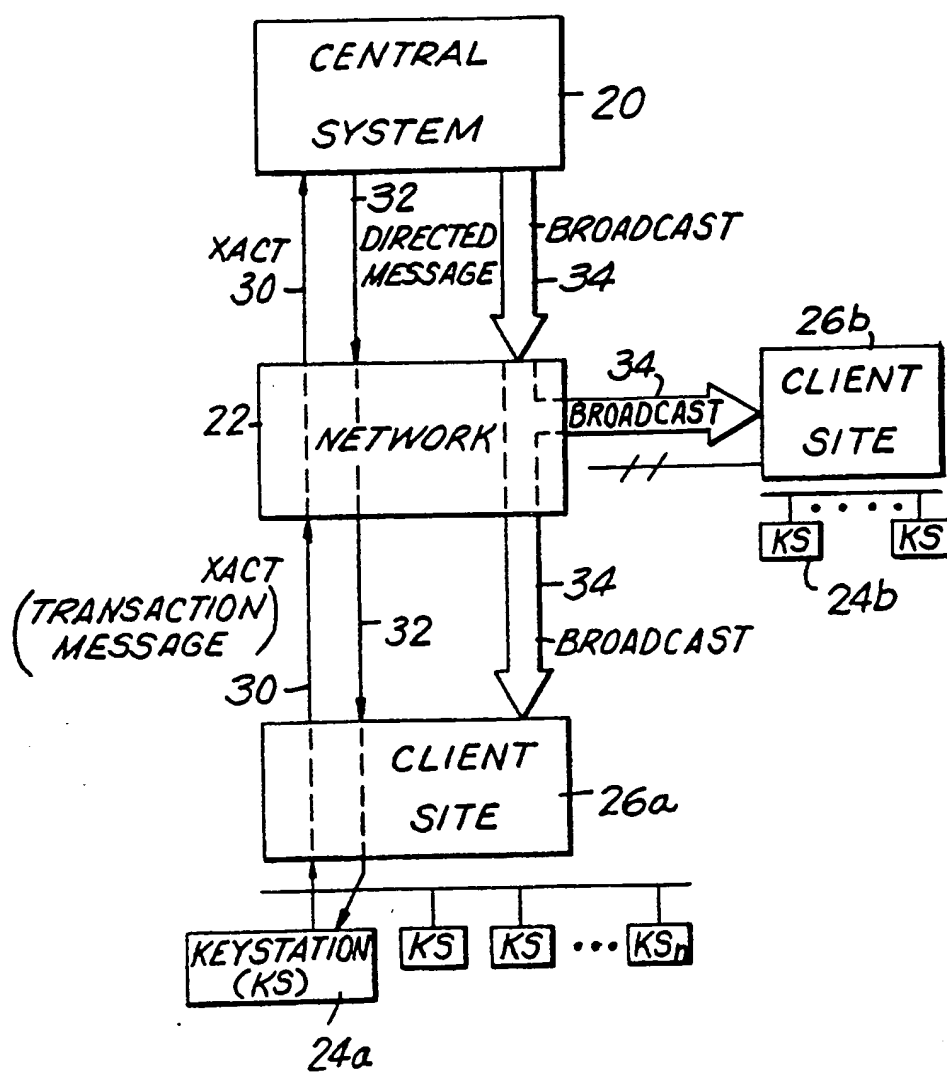 CENTRAL
SYSTEM
20
32
XACT
30
DIRECTED
MESSAGE
BROADCAST
34
26b
CLIENT
SITE
34
BROADCAST
22
NETWORK
KS
KS
24b
XACT
(TRANSACTION
MESSAGE)
30
32
34
BROADCAST
CLIENT
SITE
26a
KEYSTATION
(KS)
KS
KS
KSn
24a